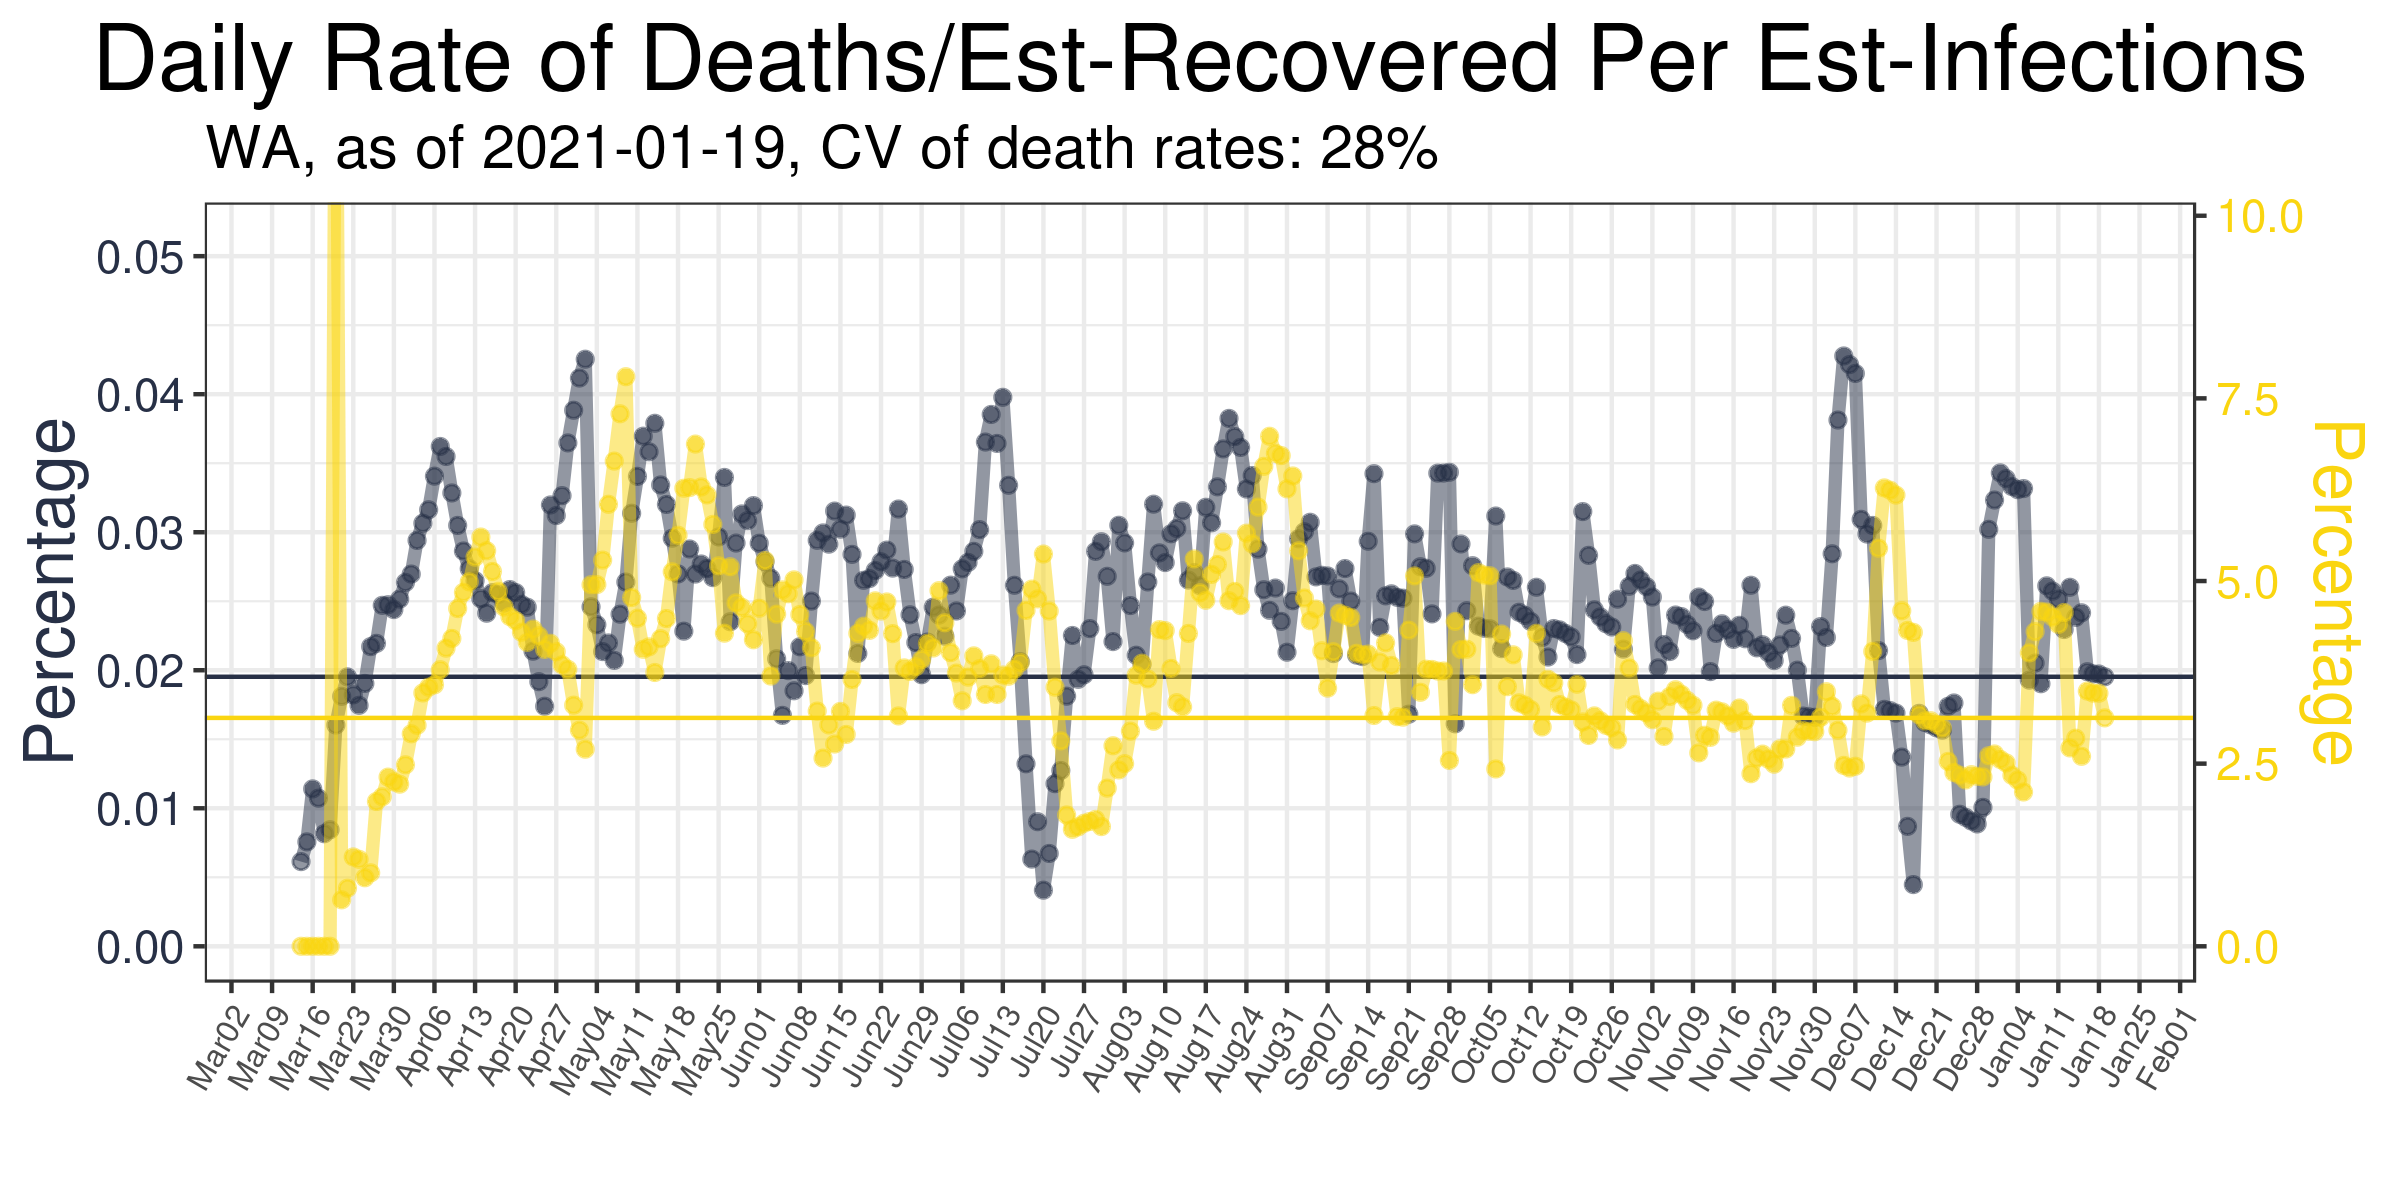 Daily Rate of Deaths/Est-Recovered Per Est-Infections
WA, as of 2021-01-19, CV of death rates: 28%
Percentage
0.05
0.04
0.03
0.02
0.01
0.00
10.0
7.5
5.0
2.5
0.0
Percentage
Mar02
Mar09
Mar16
Mar23
Mar30
Apr06
Apr13
Apr20
Apr27
May04
May11
May18
May25
Jun01
Jun08
Jun15
Jun22
Jun29
Jul06
Jul13
Jul20
Jul27
Aug03
Aug10
Aug17
Aug24
Aug31
Sep07
Sep14
Sep21
Sep28
Oct05
Oct12
Oct19
Oct26
Nov02
Nov09
Nov16
Nov23
Nov30
Dec07
Dec14
Dec21
Dec28
Jan04
Jan11
Jan18
Jan25
Feb01